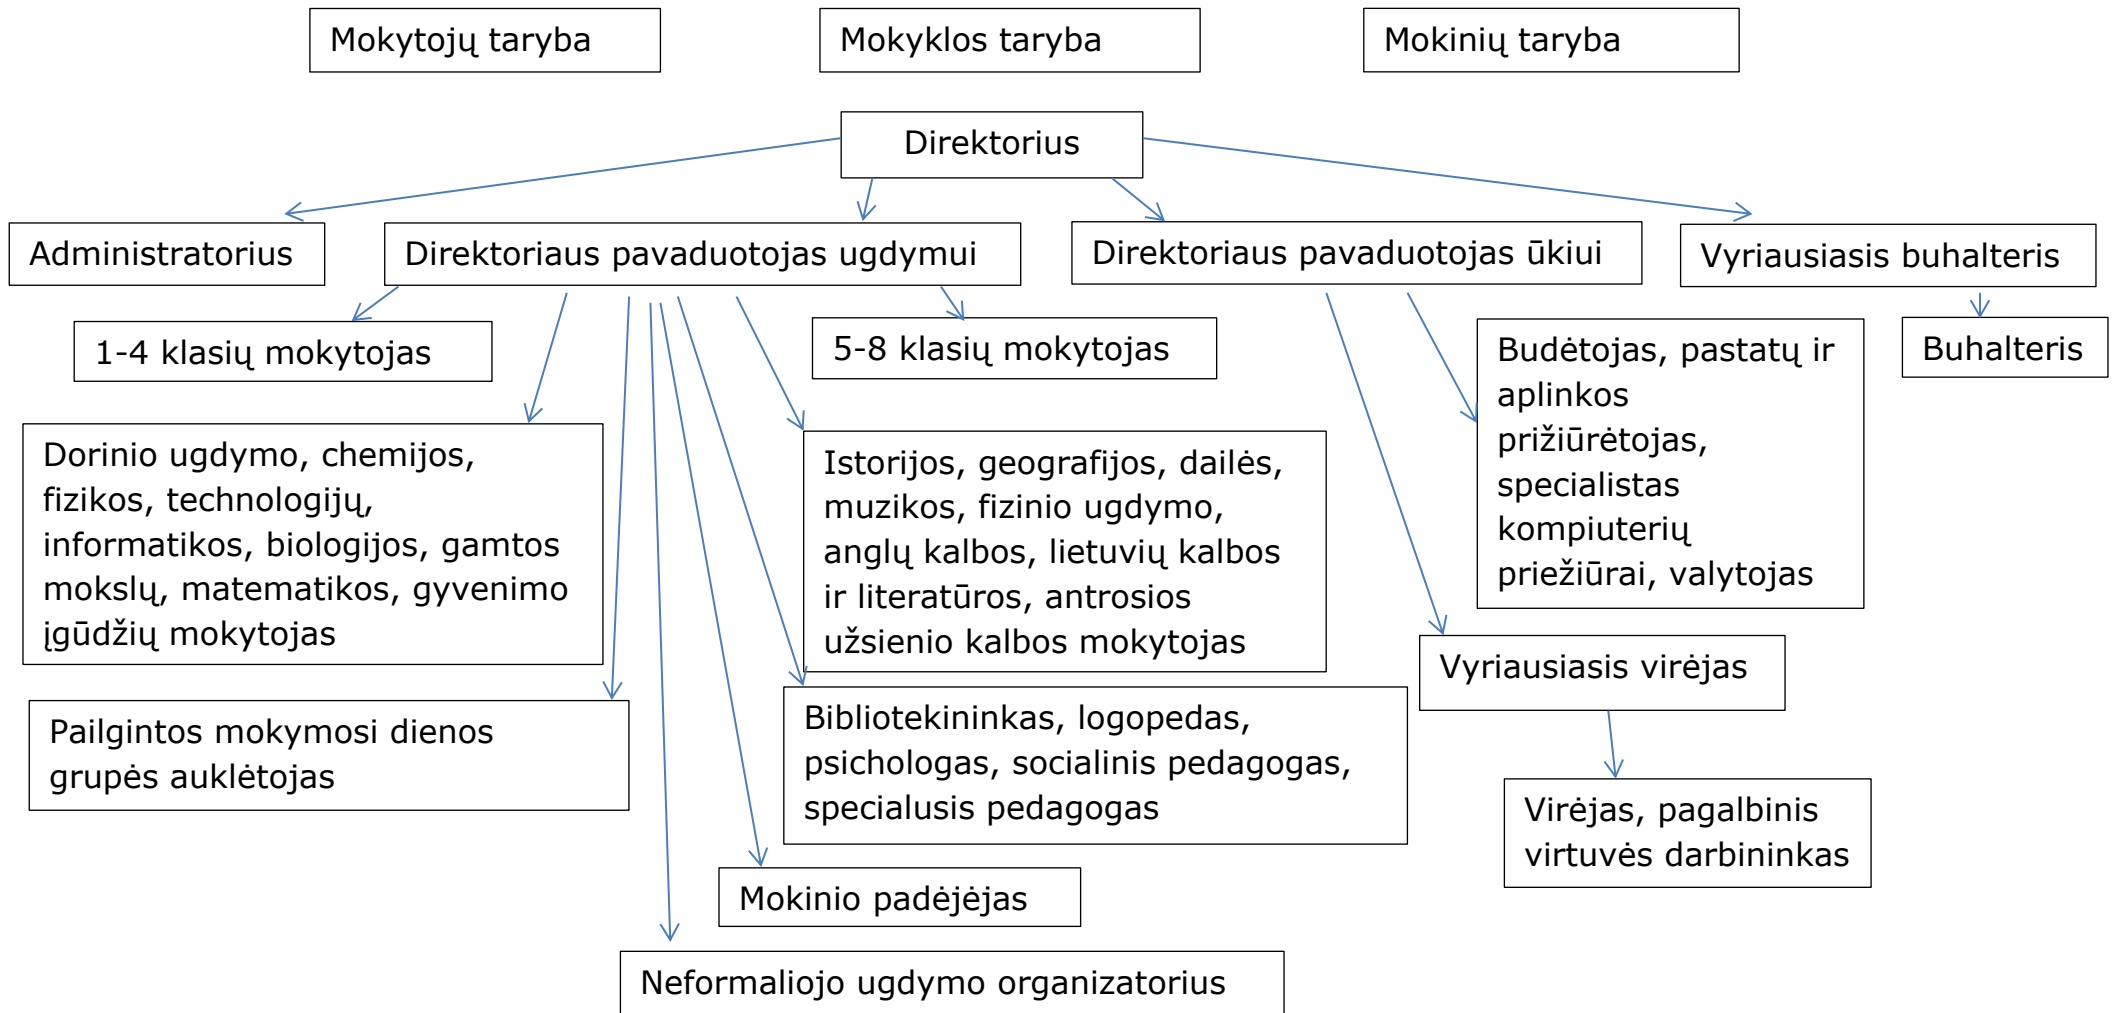 Mokytojų taryba
Mokyklos taryba
Mokinių taryba
Direktorius
Administratorius
Direktoriaus pavaduotojas ugdymui
Direktoriaus pavaduotojas ūkiui
Vyriausiasis buhalteris
1-4 klasių mokytojas
5-8 klasių mokytojas
Budėtojas, pastatų ir
aplinkos
prižiūrėtojas,
specialistas
kompiuterių
priežiūrai, valytojas
Buhalteris
Dorinio ugdymo, chemijos,
fizikos, technologijų,
informatikos, biologijos, gamtos
mokslų, matematikos, gyvenimo
įgūdžių mokytojas
Istorijos, geografijos, dailės,
muzikos, fizinio ugdymo,
anglų kalbos, lietuvių kalbos
ir literatūros, antrosios
užsienio kalbos mokytojas
Vyriausiasis virėjas
Pailgintos mokymosi dienos
grupės auklėtojas
Bibliotekininkas, logopedas,
psichologas, socialinis pedagogas,
specialusis pedagogas
Virėjas, pagalbinis
virtuvės darbininkas
Mokinio padėjėjas
Neformaliojo ugdymo organizatorius